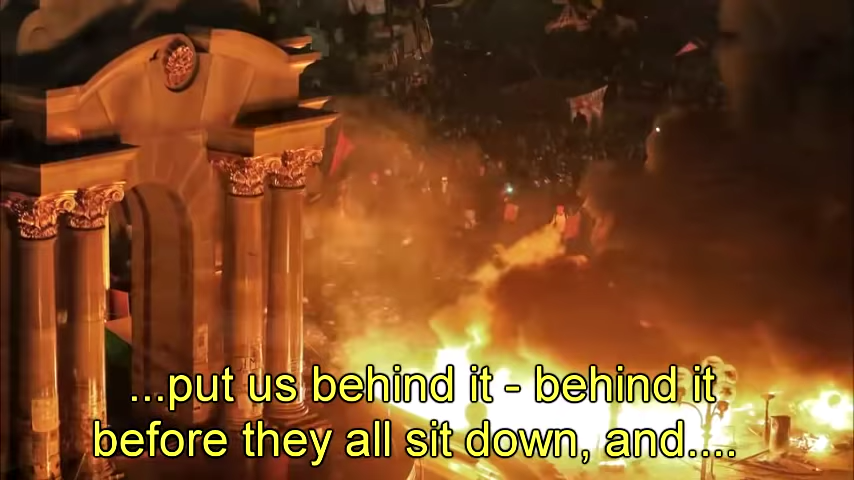 ...put us behind it - behind it
before they all sit down, and....